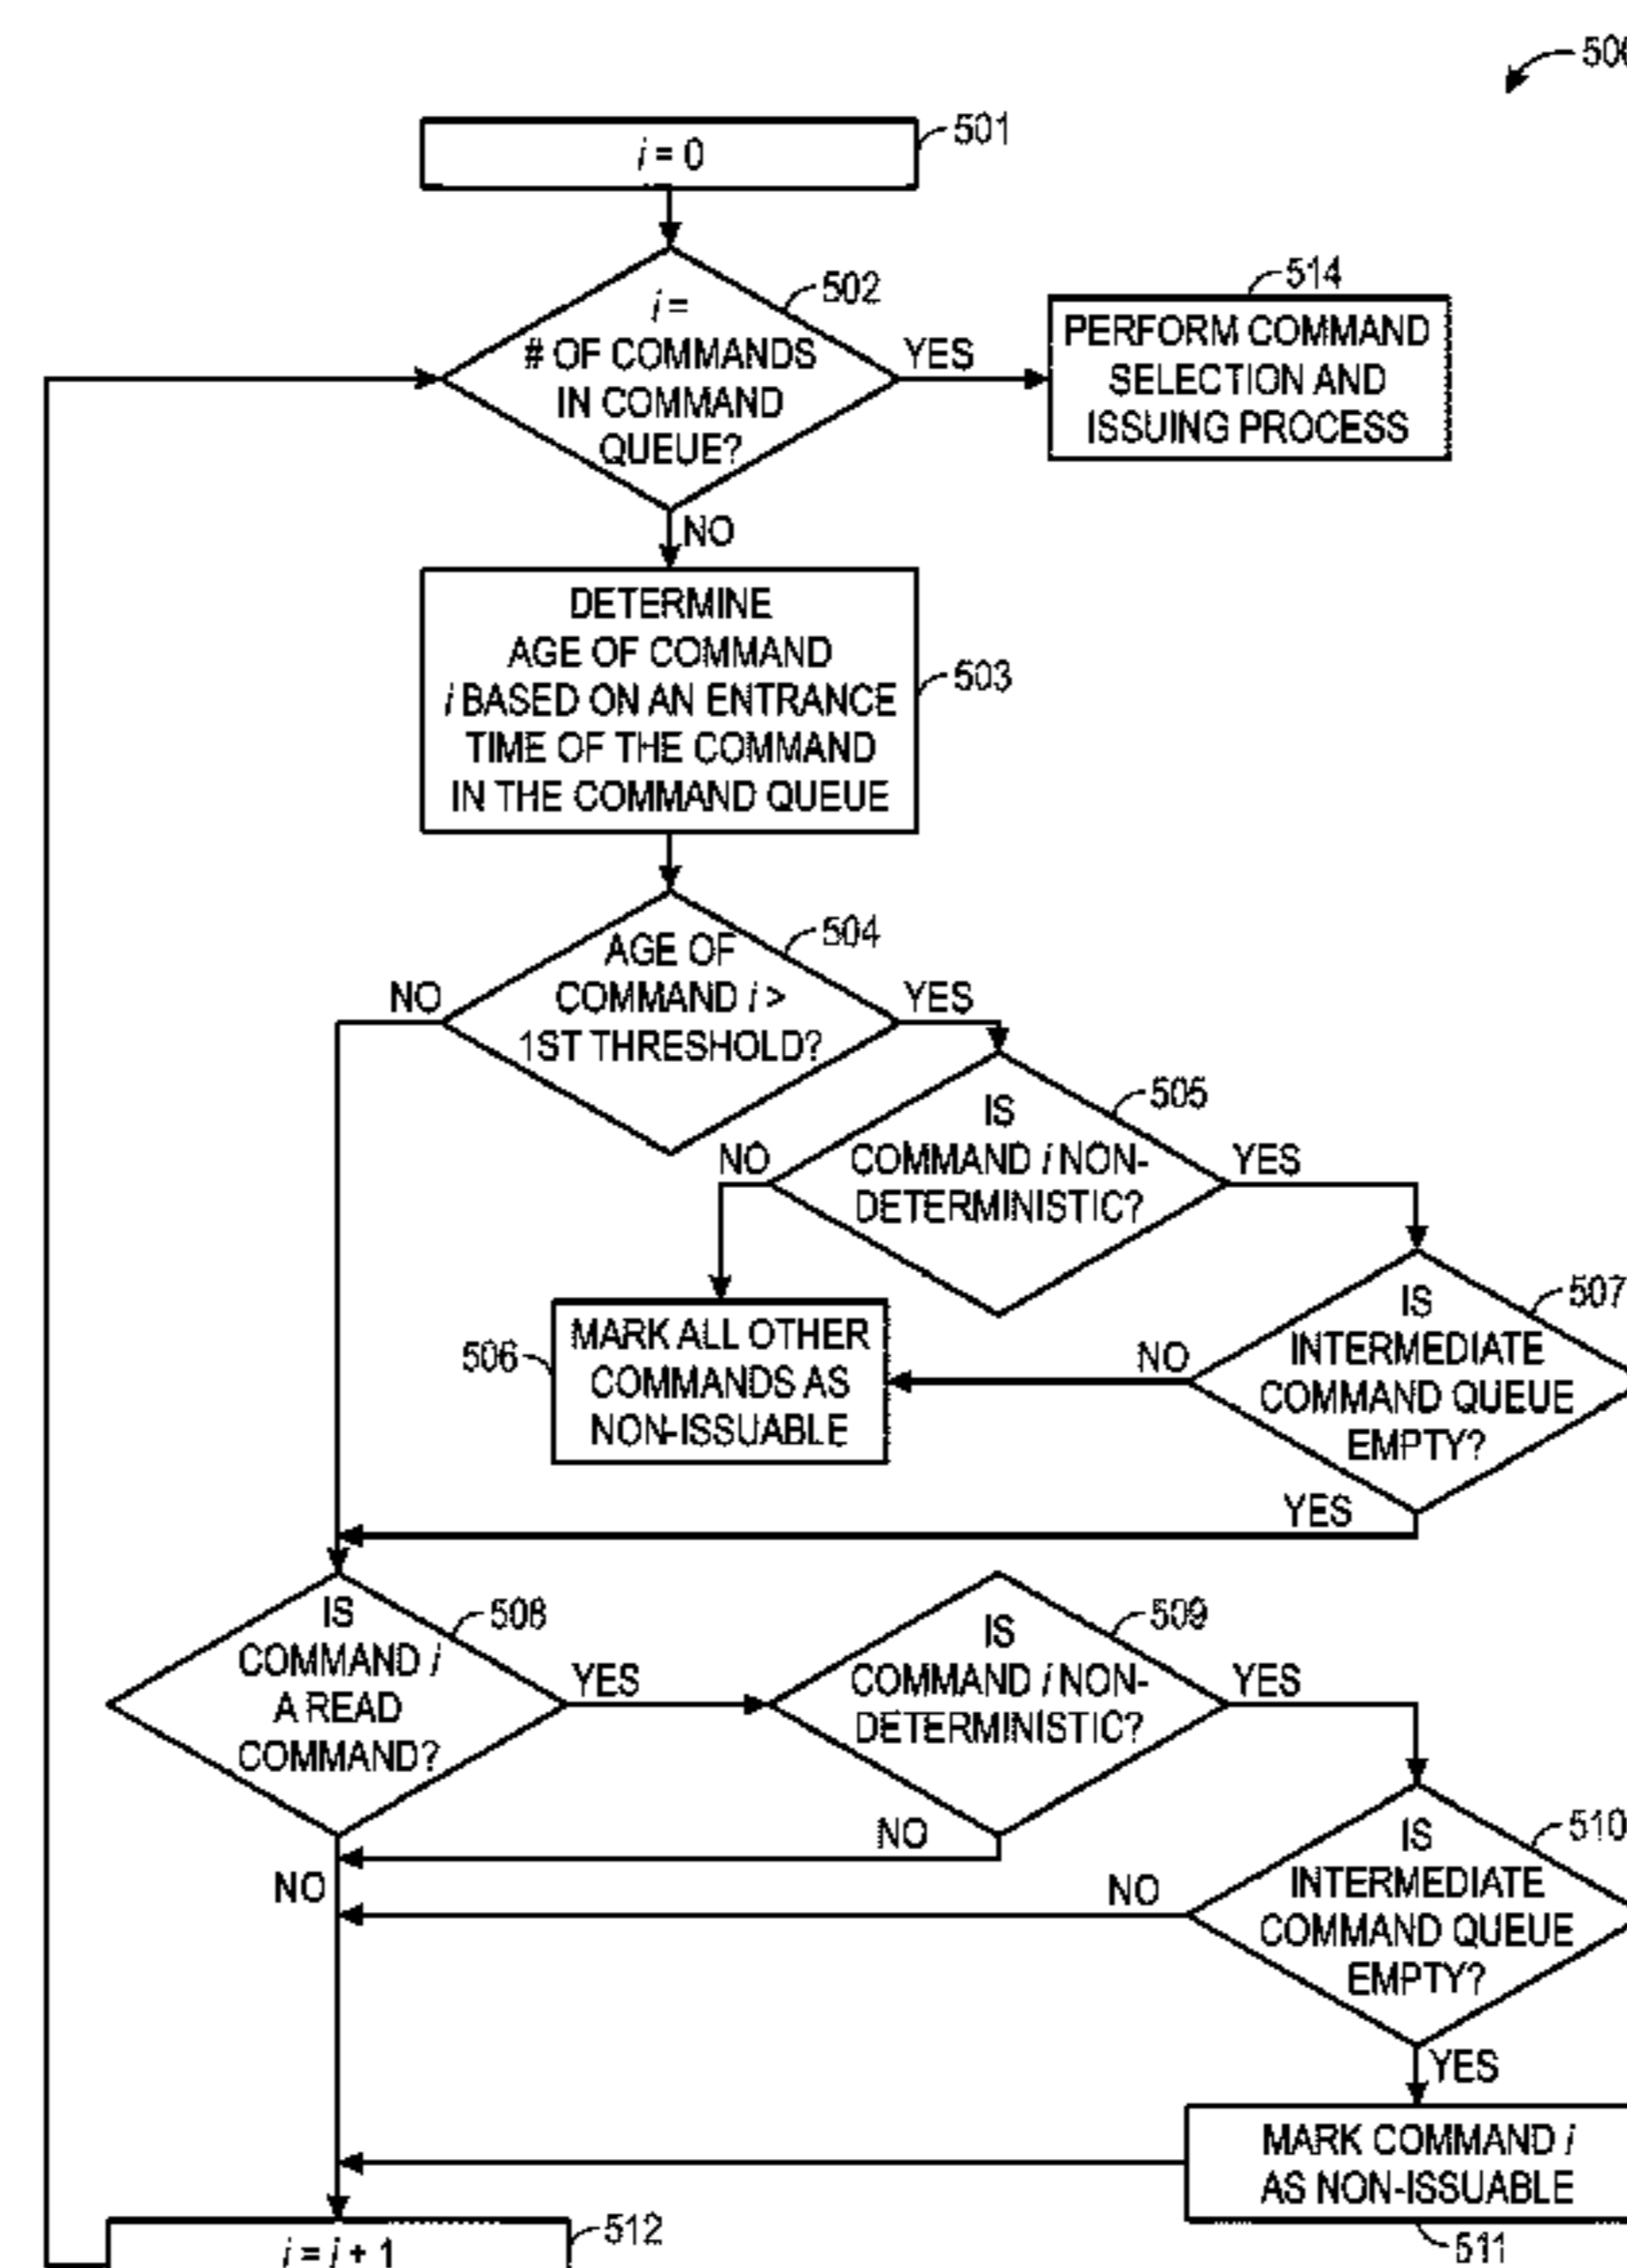 500
i = 0
501
i =
# OF COMMANDS
IN COMMAND
QUEUE?
502
YES
514
PERFORM COMMAND
SELECTION AND
ISSUING PROCESS
NO
DETERMINE
AGE OF COMMAND
i BASED ON AN ENTRANCE
TIME OF THE COMMAND
IN THE COMMAND QUEUE
503
AGE OF
COMMAND i >
1ST THRESHOLD?
504
NO
YES
IS
COMMAND i NON-
DETERMINISTIC?
505
NO
YES
506
MARK ALL OTHER
COMMANDS AS
NON-ISSUABLE
NO
IS
INTERMEDIATE
COMMAND QUEUE
EMPTY?
507
YES
IS
COMMAND i
A READ
COMMAND?
508
YES
IS
COMMAND i NON-
DETERMINISTIC?
509
YES
NO
NO
NO
IS
INTERMEDIATE
COMMAND QUEUE
EMPTY?
510
YES
MARK COMMAND i
AS NON-ISSUABLE
511
i = i + 1
512